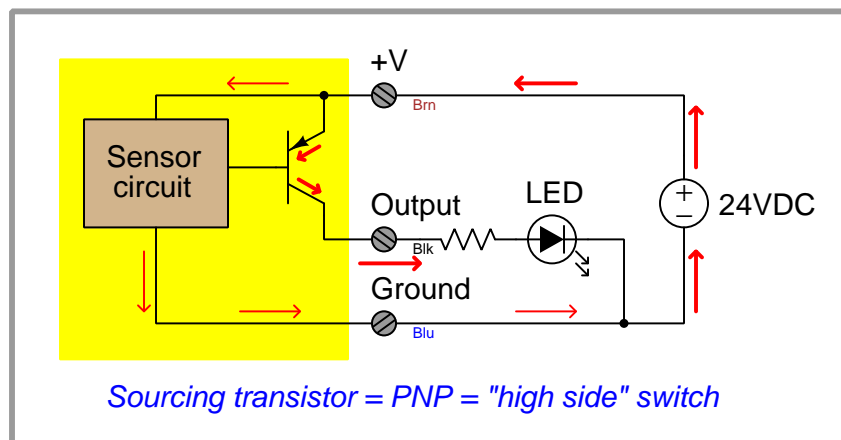 +V
Brn
Sensor
circuit
Output
LED
+
−
24VDC
Blk
Ground
Blu
Sourcing transistor = PNP = "high side" switch